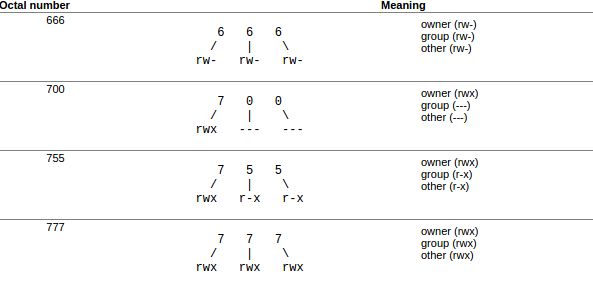 Octal number Meaning
666
6 6 6
/ | \
rw- rw- rw-
owner (rw-)
group (rw-)
other (rw-)
700
7 0 0
/ | \
rwx --- ---
owner (rwx)
group (---)
other (---)
755
7 5 5
/ | \
rwx r-x r-x
owner (rwx)
group (r-x)
other (r-x)
777
7 7 7
/ | \
rwx rwx rwx
owner (rwx)
group (rwx)
other (rwx)